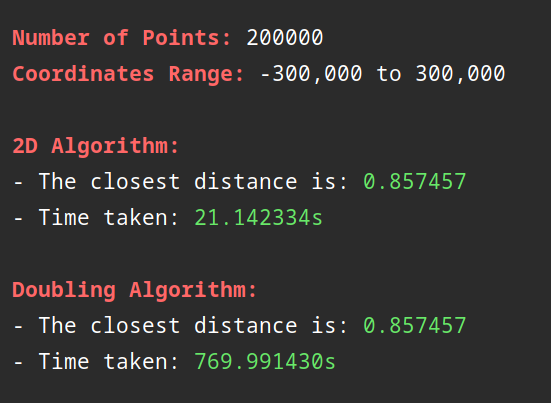 Number of Points: 200000
Coordinates Range: -300,000 to 300,000
2D Algorithm:
- The closest distance is: 0.857457
- Time taken: 21.142334s
Doubling Algorithm:
- The closest distance is: 0.857457
- Time taken: 769.991430s